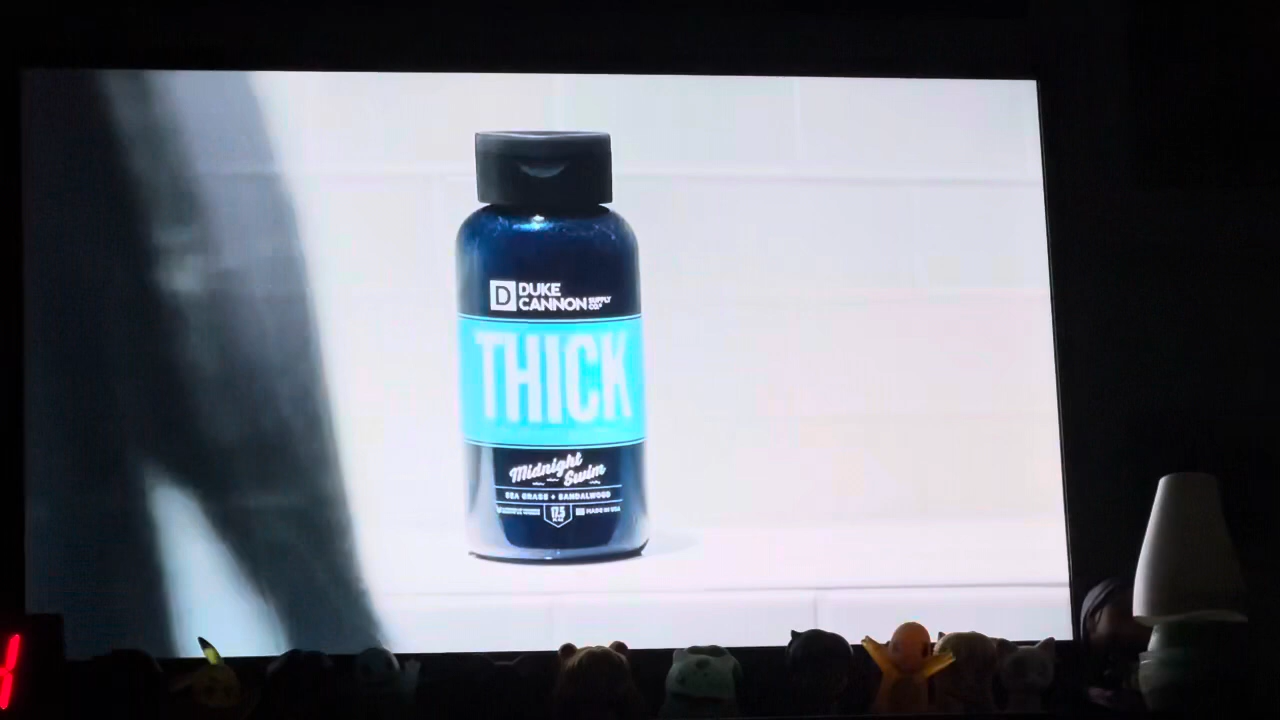 D DUKE
CANNON SUPPLY CO.
THICK
Midnight
Swim
SEA GRASS + SANDALWOOD
17.5
MADE IN USA